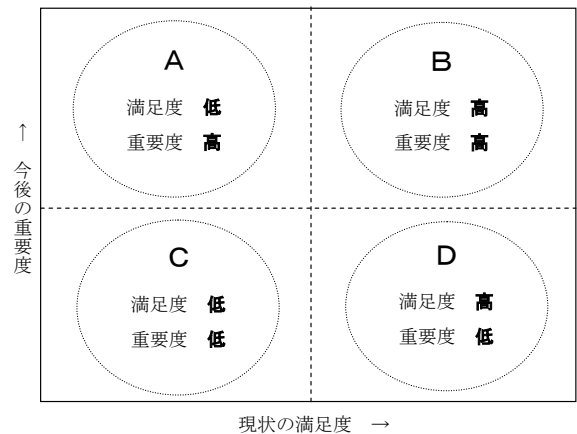 A
満足度 低
重要度 高
B
満足度 高
重要度 高
↑ 今後の重要度
C
満足度 低
重要度 低
D
満足度 高
重要度 低
現状の満足度 →